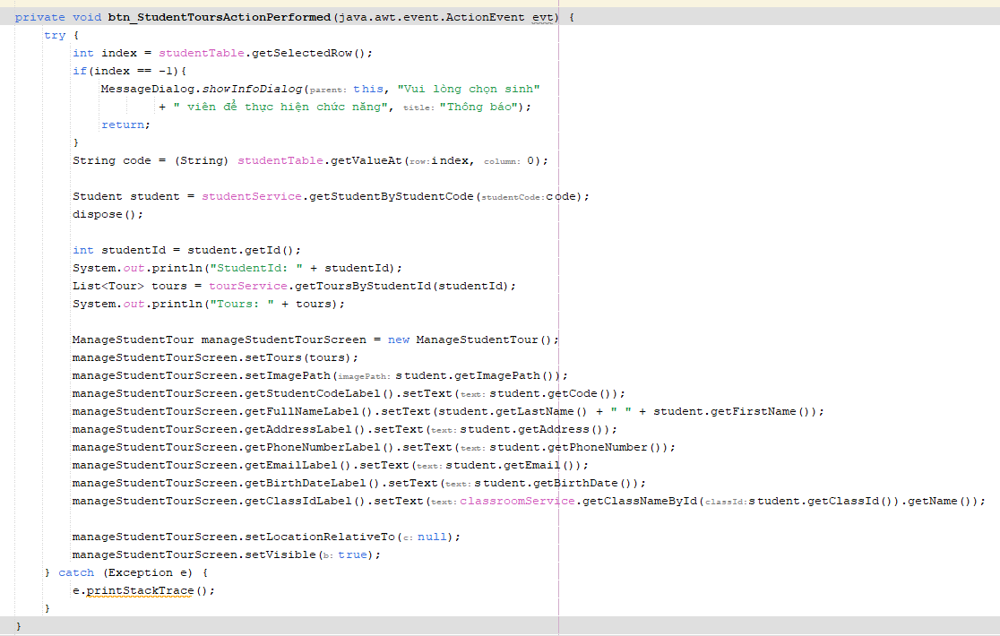 private void btn_StudentToursActionPerformed(java.awt.event.ActionEvent evt) {
try {
int index = studentTable.getSelectedRow();
if(index == -1){
MessageDialog.showInfoDialog(parent: this, "Vui lòng chọn sinh"
+ " viên để thực hiện chức năng", title: "Thông báo");
return;
}
String code = (String) studentTable.getValueAt(row:index, column: 0);
Student student = studentService.getStudentByStudentCode(studentCode:code);
dispose();
int studentId = student.getId();
System.out.println("StudentId: " + studentId);
List<Tour> tours = tourService.getToursByStudentId(studentId);
System.out.println("Tours: " + tours);
ManageStudentTour manageStudentTourScreen = new ManageStudentTour();
manageStudentTourScreen.setTours(tours);
manageStudentTourScreen.setImagePath(imagePath: student.getImagePath());
manageStudentTourScreen.getStudentCodeLabel().setText(text: student.getCode());
manageStudentTourScreen.getFullNameLabel().setText(student.getLastName() + " " + student.getFirstName());
manageStudentTourScreen.getAddressLabel().setText(text: student.getAddress());
manageStudentTourScreen.getPhoneNumberLabel().setText(text: student.getPhoneNumber());
manageStudentTourScreen.getEmailLabel().setText(text: student.getEmail());
manageStudentTourScreen.getBirthDateLabel().setText(text: student.getBirthDate());
manageStudentTourScreen.getClassIdLabel().setText(text: classroomService.getClassNameById(classId:student.getClassId()).getName());
manageStudentTourScreen.setLocationRelativeTo(c: null);
manageStudentTourScreen.setVisible(b: true);
} catch (Exception e) {
e.printStackTrace();
}
}